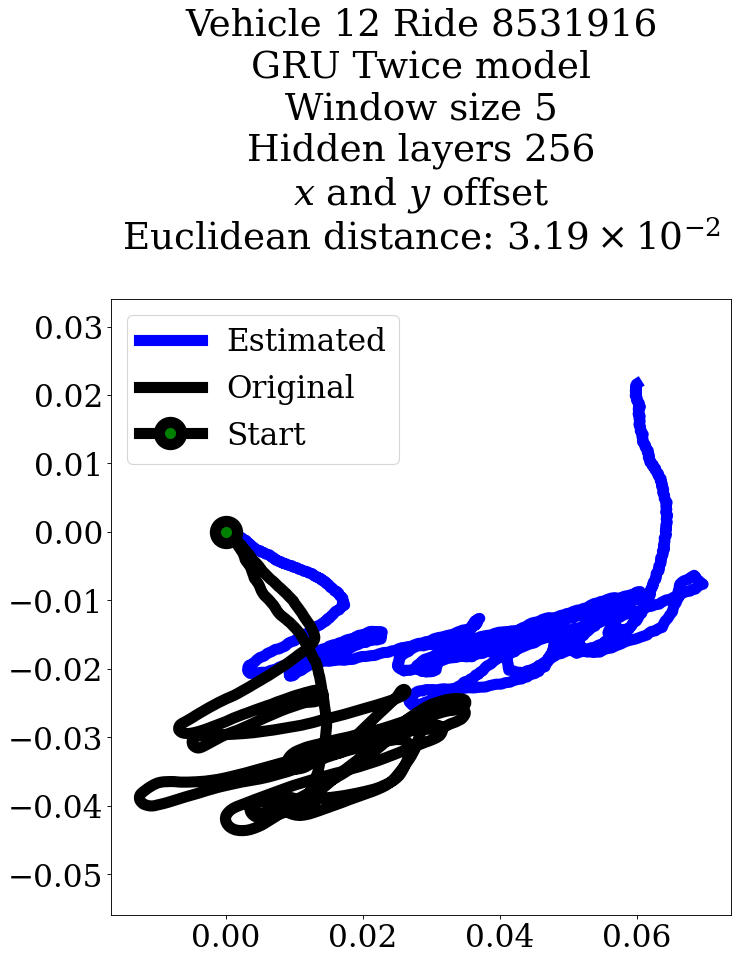 Vehicle 12 Ride 8531916
GRU Twice model
Window size 5
Hidden layers 256
x and y offset
Euclidean distance: 3.19 × 10⁻²
Estimated
Original
Start
0.03
0.02
0.01
0.00
−0.01
−0.02
−0.03
−0.04
−0.05
0.00 0.02 0.04 0.06